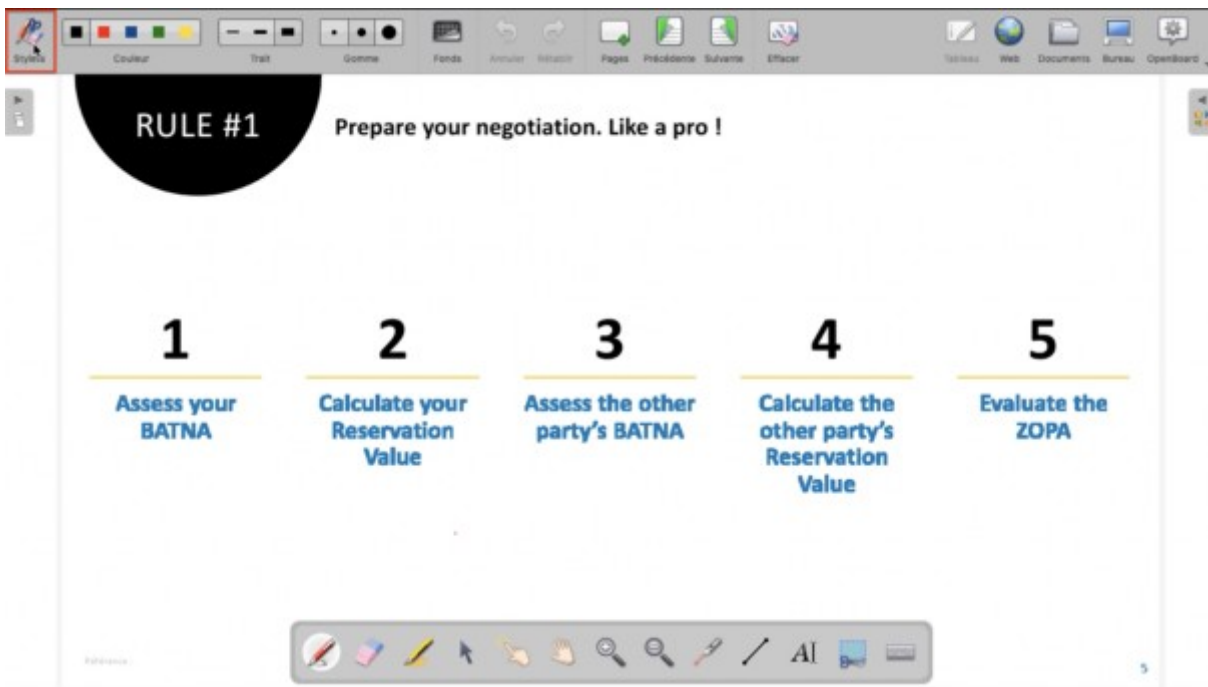 Stylets Couleur Trait Gomme Fonds Annuler Rétablir Pages Précédente Suivante Effacer Tableau Web Documents Bureau OpenBoard
RULE #1
Prepare your negotiation. Like a pro !
1
Assess your
BATNA
2
Calculate your
Reservation
Value
3
Assess the other
party's BATNA
4
Calculate the
other party's
Reservation
Value
5
Evaluate the
ZOPA
AI
Référence :
5